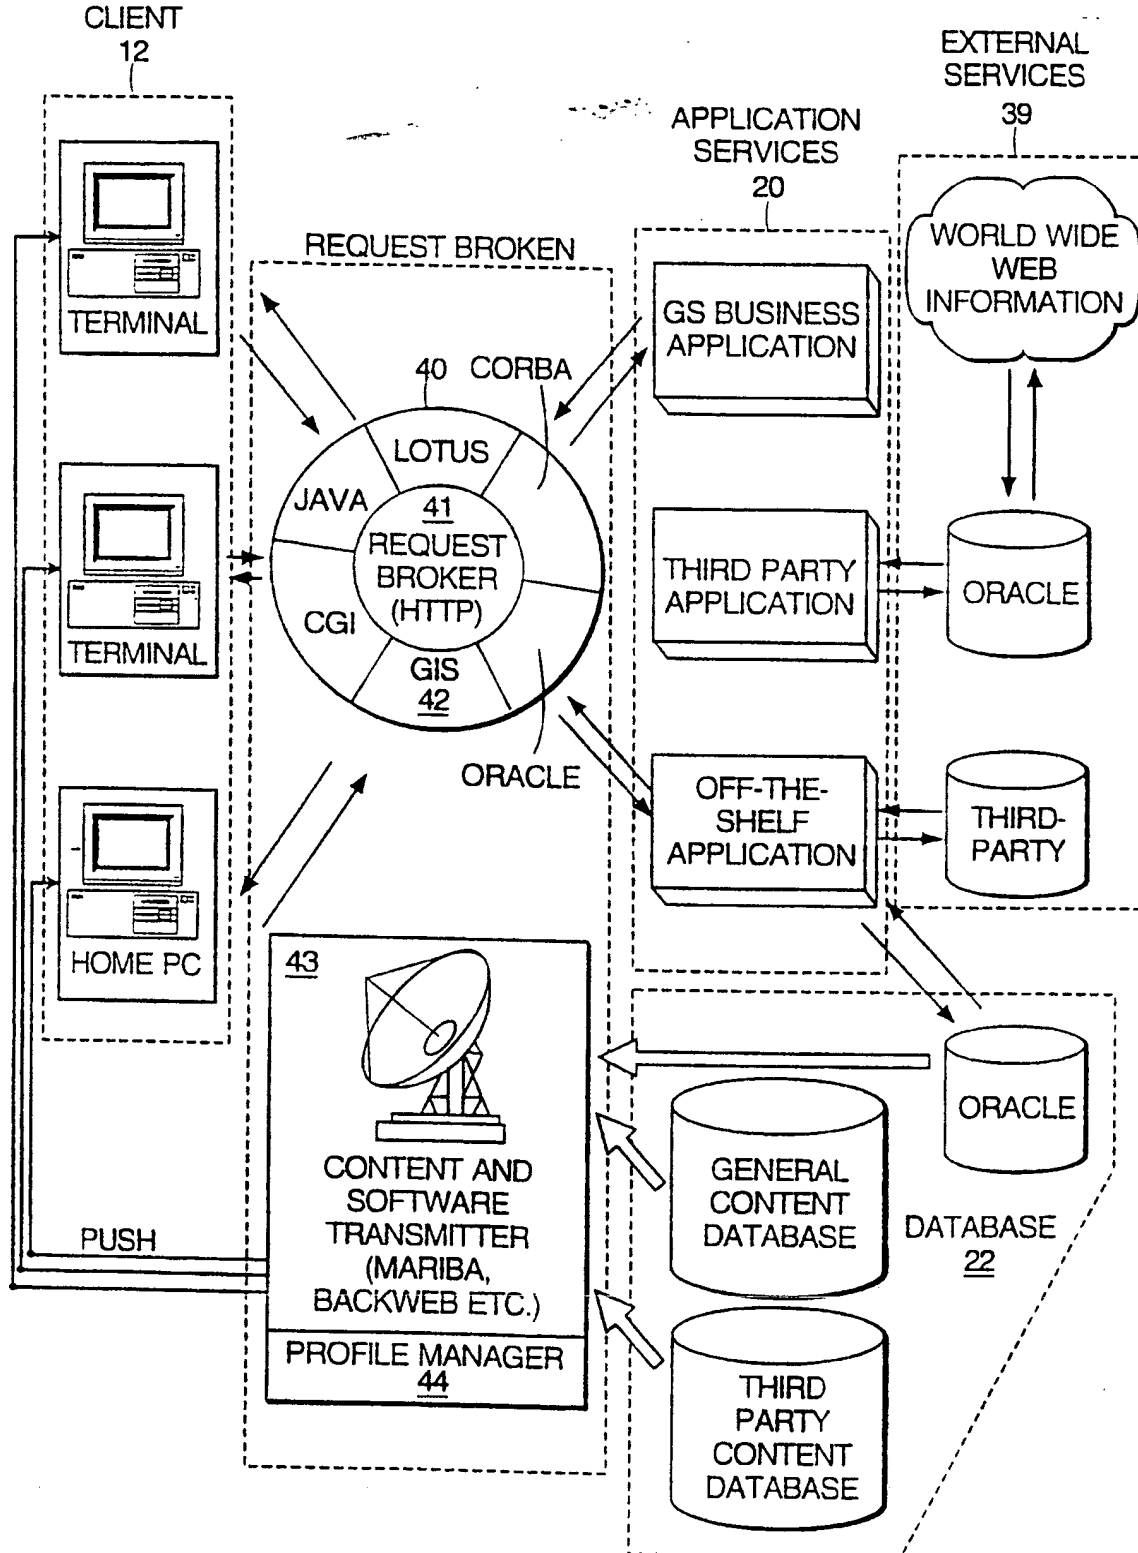 CLIENT
12
EXTERNAL
SERVICES
39
APPLICATION
SERVICES
20
REQUEST BROKEN
TERMINAL
TERMINAL
HOME PC
40
CORBA
LOTUS
JAVA
41
REQUEST
BROKER
(HTTP)
CGI
GIS
42
ORACLE
GS BUSINESS
APPLICATION
THIRD PARTY
APPLICATION
OFF-THE-
SHELF
APPLICATION
WORLD WIDE
WEB
INFORMATION
ORACLE
THIRD-
PARTY
43
CONTENT AND
SOFTWARE
TRANSMITTER
(MARIBA,
BACKWEB ETC.)
PROFILE MANAGER
44
PUSH
ORACLE
GENERAL
CONTENT
DATABASE
DATABASE
22
THIRD
PARTY
CONTENT
DATABASE